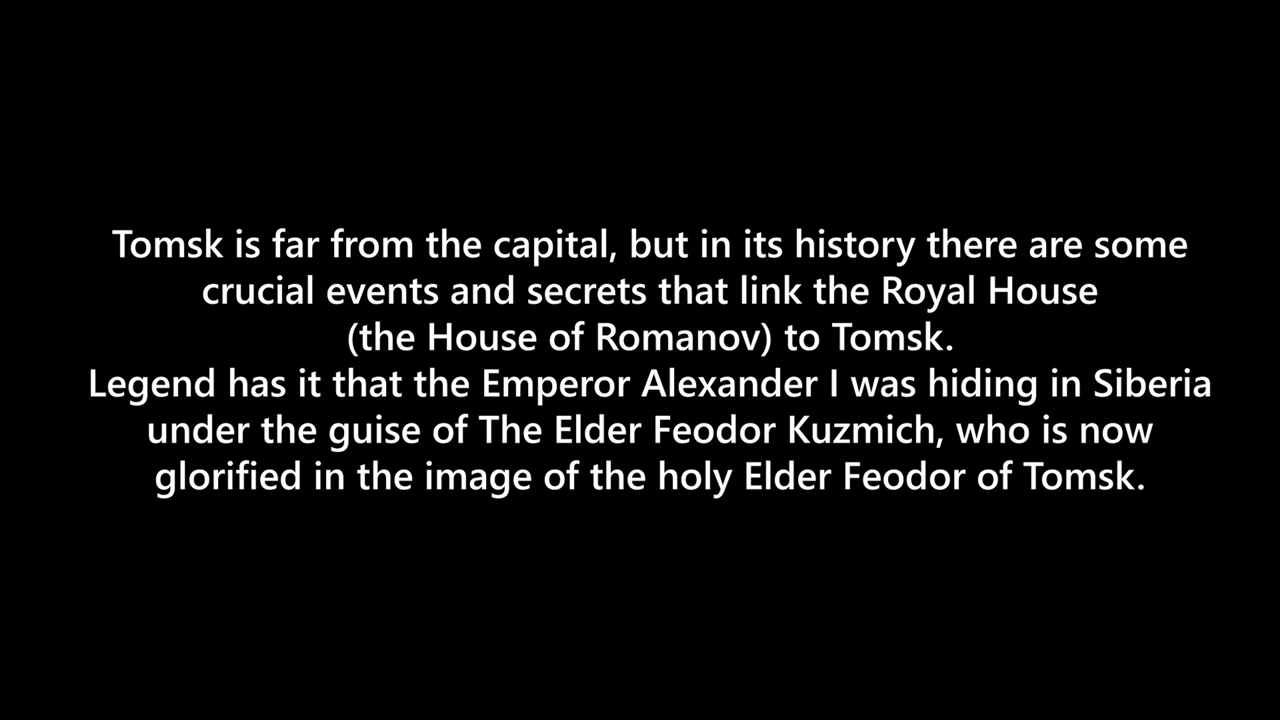 Tomsk is far from the capital, but in its history there are some
crucial events and secrets that link the Royal House
(the House of Romanov) to Tomsk.
Legend has it that the Emperor Alexander I was hiding in Siberia
under the guise of The Elder Feodor Kuzmich, who is now
glorified in the image of the holy Elder Feodor of Tomsk.